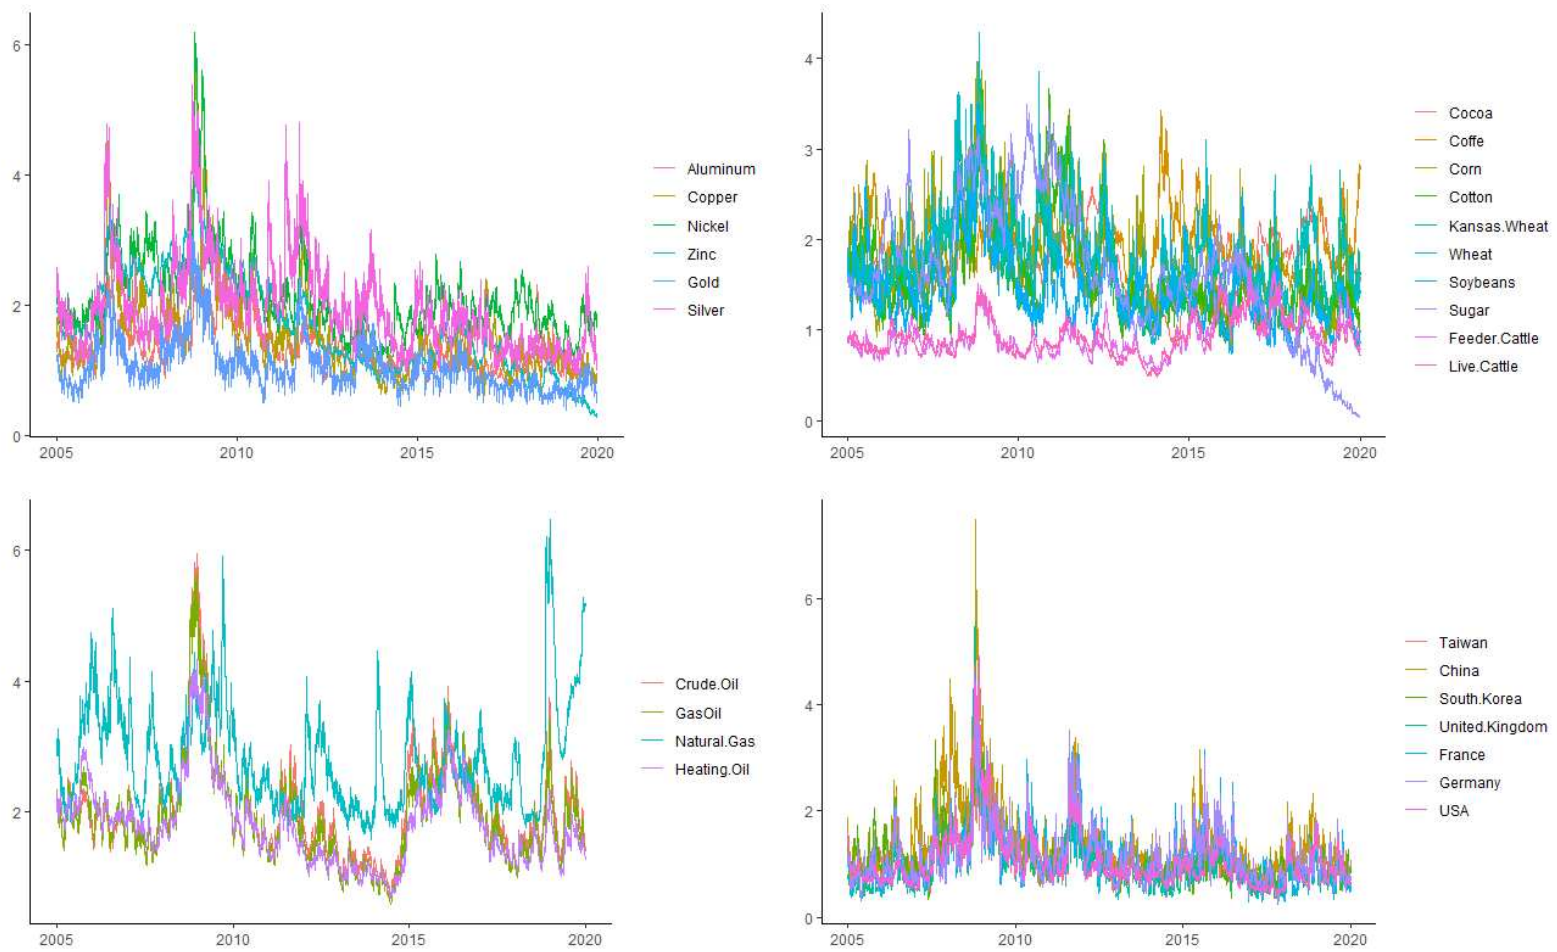 6
4
2
0
2005
2010
2015
2020
Aluminum
Copper
Nickel
Zinc
Gold
Silver
4
3
2
1
0
2005
2010
2015
2020
Cocoa
Coffe
Corn
Cotton
Kansas.Wheat
Wheat
Soybeans
Sugar
Feeder.Cattle
Live.Cattle
6
4
2
2005
2010
2015
2020
Crude.Oil
GasOil
Natural.Gas
Heating.Oil
6
4
2
0
2005
2010
2015
2020
Taiwan
China
South.Korea
United.Kingdom
France
Germany
USA